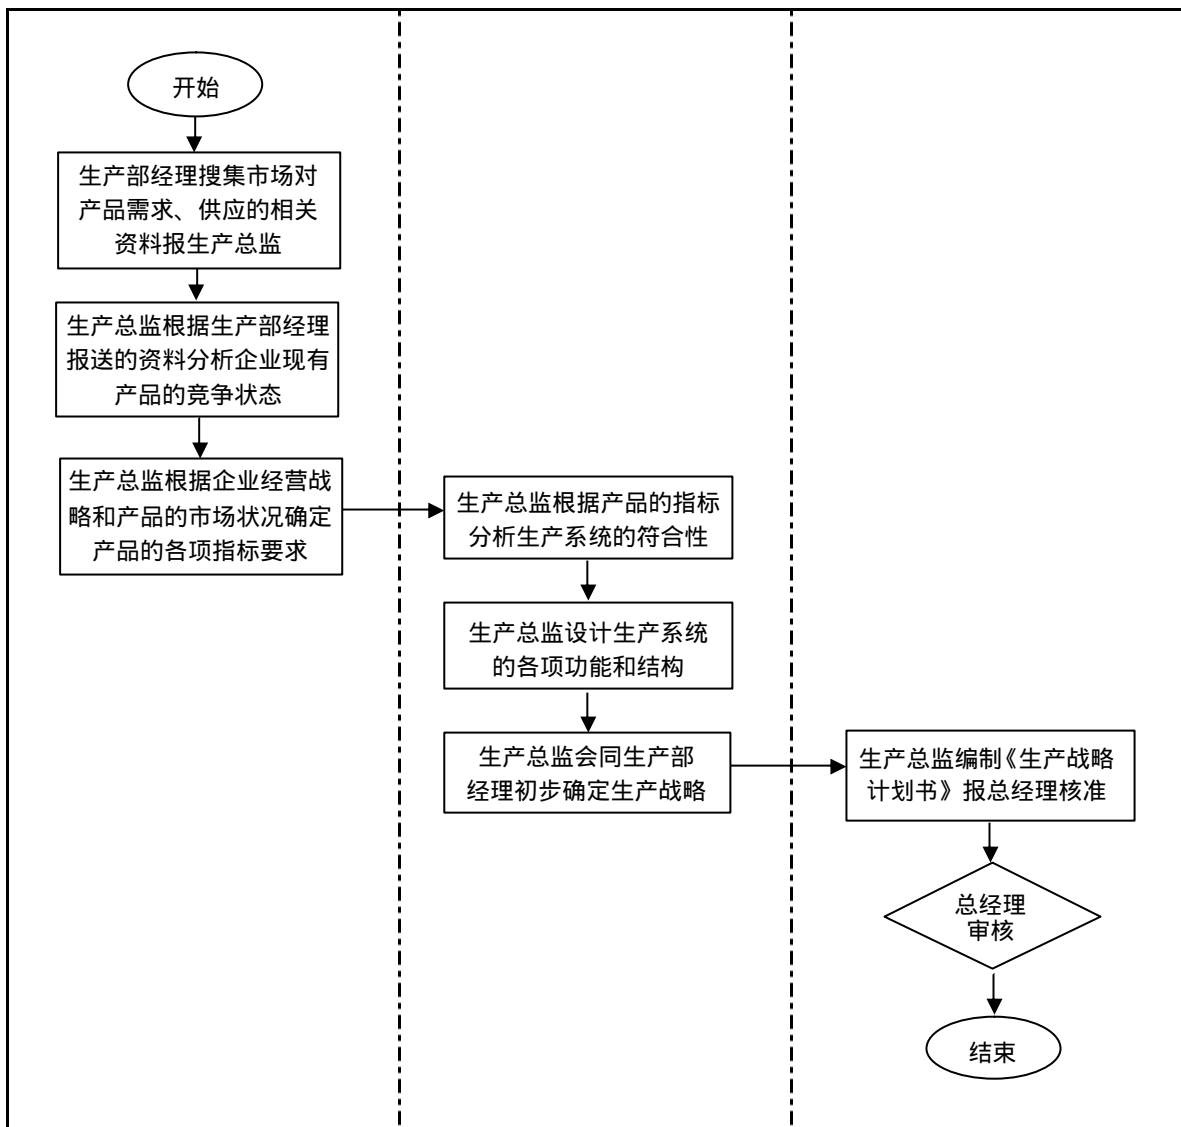 开始
生产部经理搜集市场对
产品需求、供应的相关
资料报生产总监
生产总监根据生产部经理
报送的资料分析企业现有
产品的竞争状态
生产总监根据企业经营战
略和产品的市场状况确定
产品的各项指标要求
生产总监根据产品的指标
分析生产系统的符合性
生产总监设计生产系统
的各项功能和结构
生产总监会同生产部
经理初步确定生产战略
生产总监编制《生产战略
计划书》报总经理核准
总经理
审核
结束